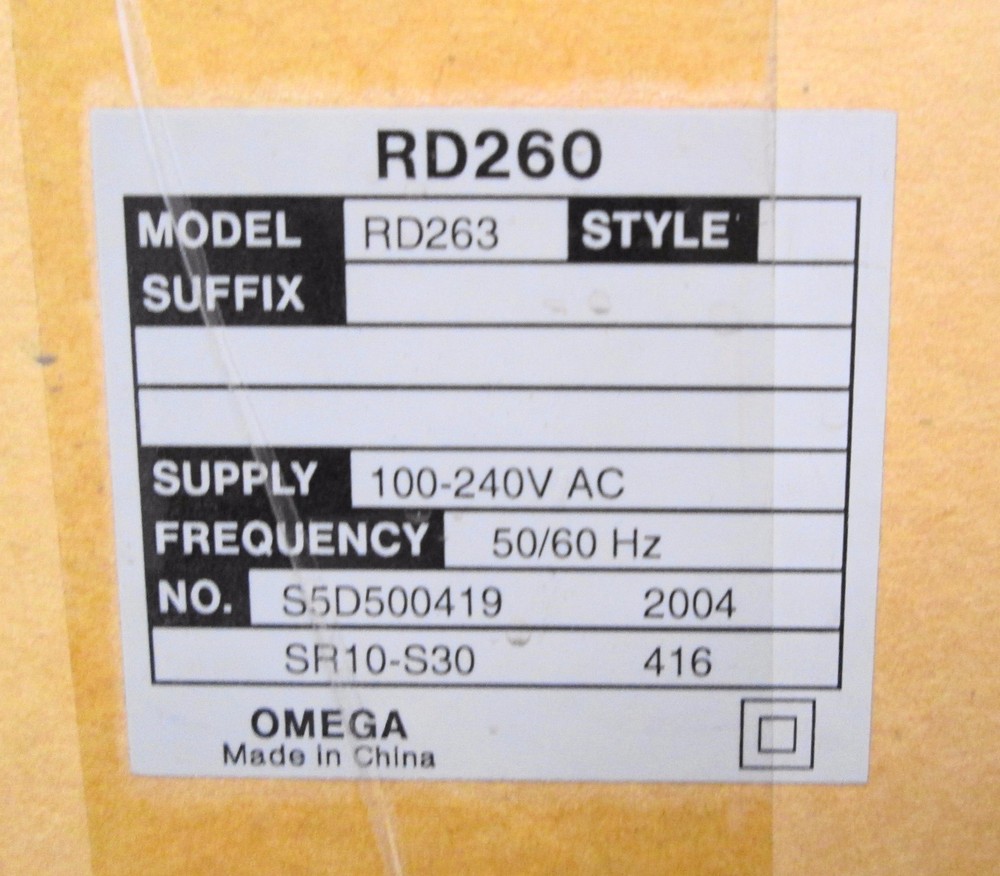 RD260
MODEL RD263 STYLE
SUFFIX
SUPPLY 100-240V AC
FREQUENCY 50/60 Hz
NO. S5D500419 2004
SR10-S30 416
OMEGA
Made in China